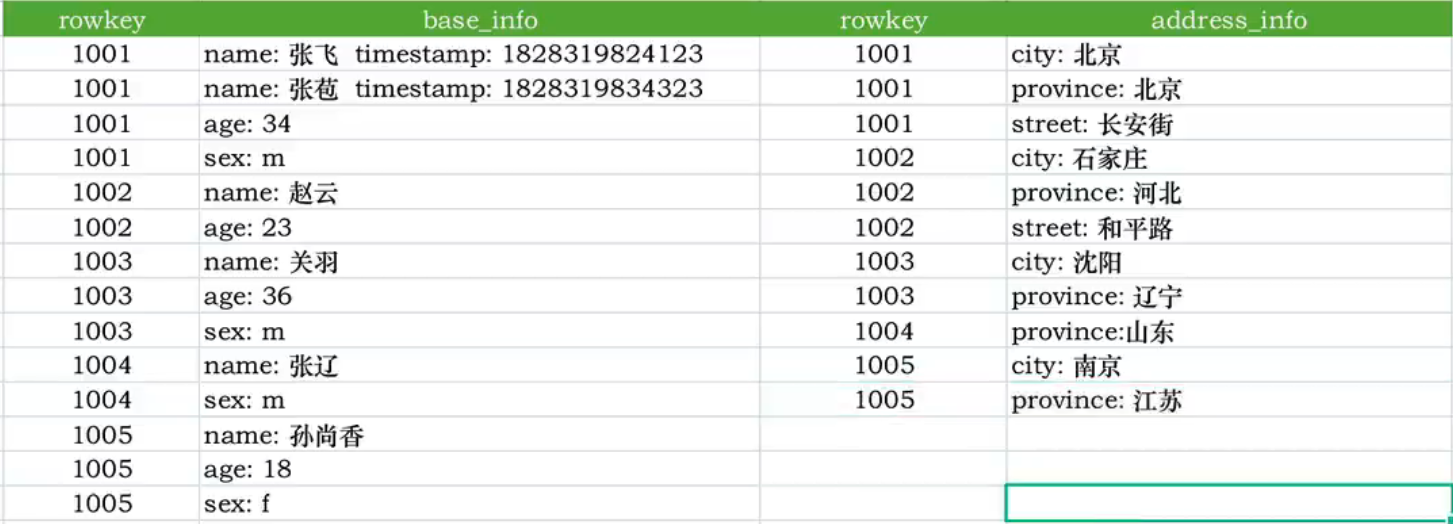 rowkey base_info rowkey address_info
1001 name: 张飞 timestamp: 1828319824123 1001 city: 北京
1001 name: 张苞 timestamp: 1828319834323 1001 province: 北京
1001 age: 34 1001 street: 长安街
1001 sex: m 1002 city: 石家庄
1002 name: 赵云 1002 province: 河北
1002 age: 23 1002 street: 和平路
1003 name: 关羽 1003 city: 沈阳
1003 age: 36 1003 province: 辽宁
1003 sex: m 1004 province:山东
1004 name: 张辽 1005 city: 南京
1004 sex: m 1005 province: 江苏
1005 name: 孙尚香
1005 age: 18
1005 sex: f